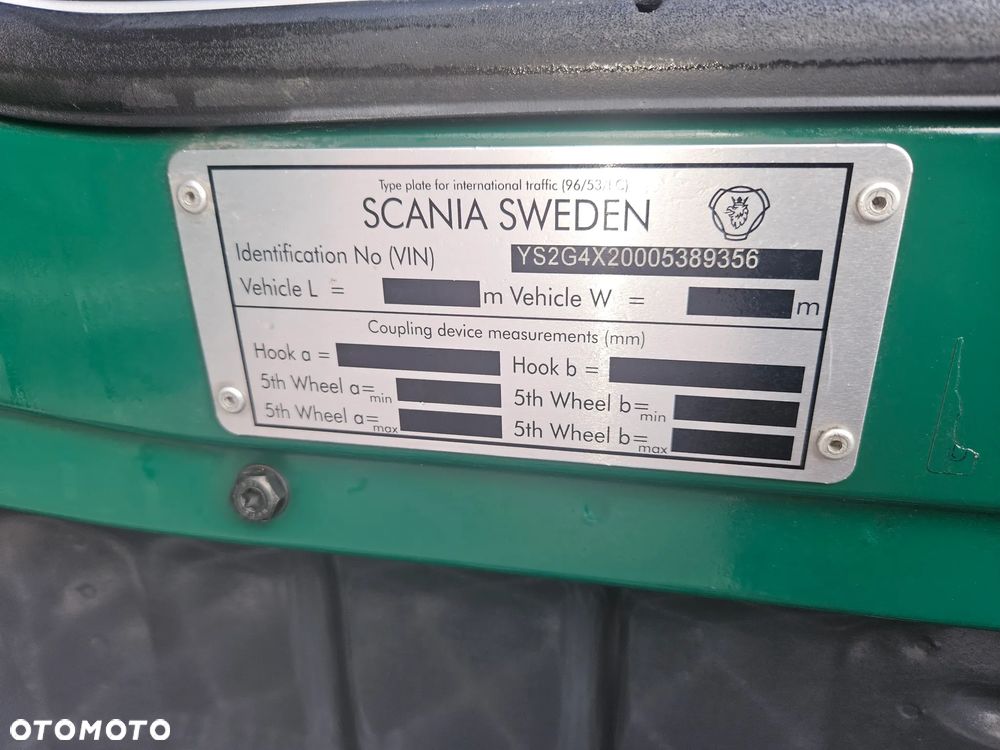 Type plate for international traffic (96/53/EC)
SCANIA SWEDEN
Identification No (VIN) YS2G4X20005389356
Vehicle L = m Vehicle W = m
Coupling device measurements (mm)
Hook a = Hook b =
5th Wheel a= min 5th Wheel b= min
5th Wheel a= max 5th Wheel b= max
OTOMOTO